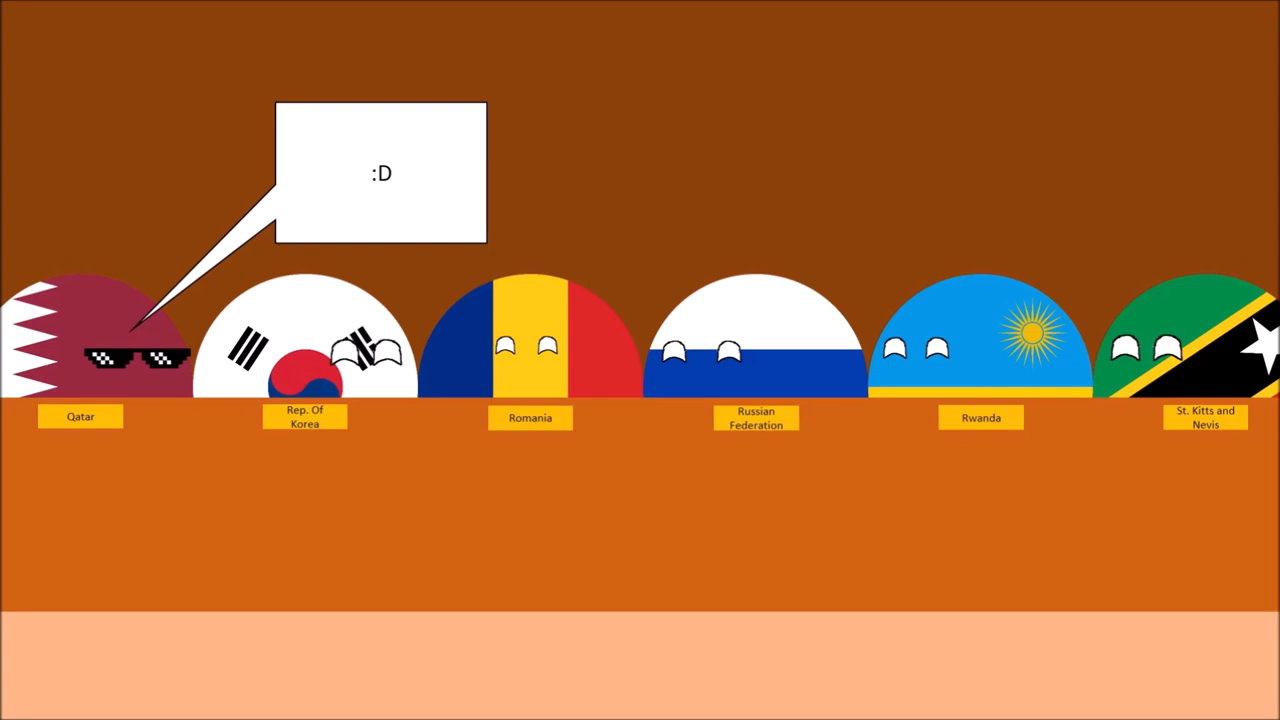 :D
Qatar
Rep. Of
Korea
Romania
Russian
Federation
Rwanda
St. Kitts and
Nevis